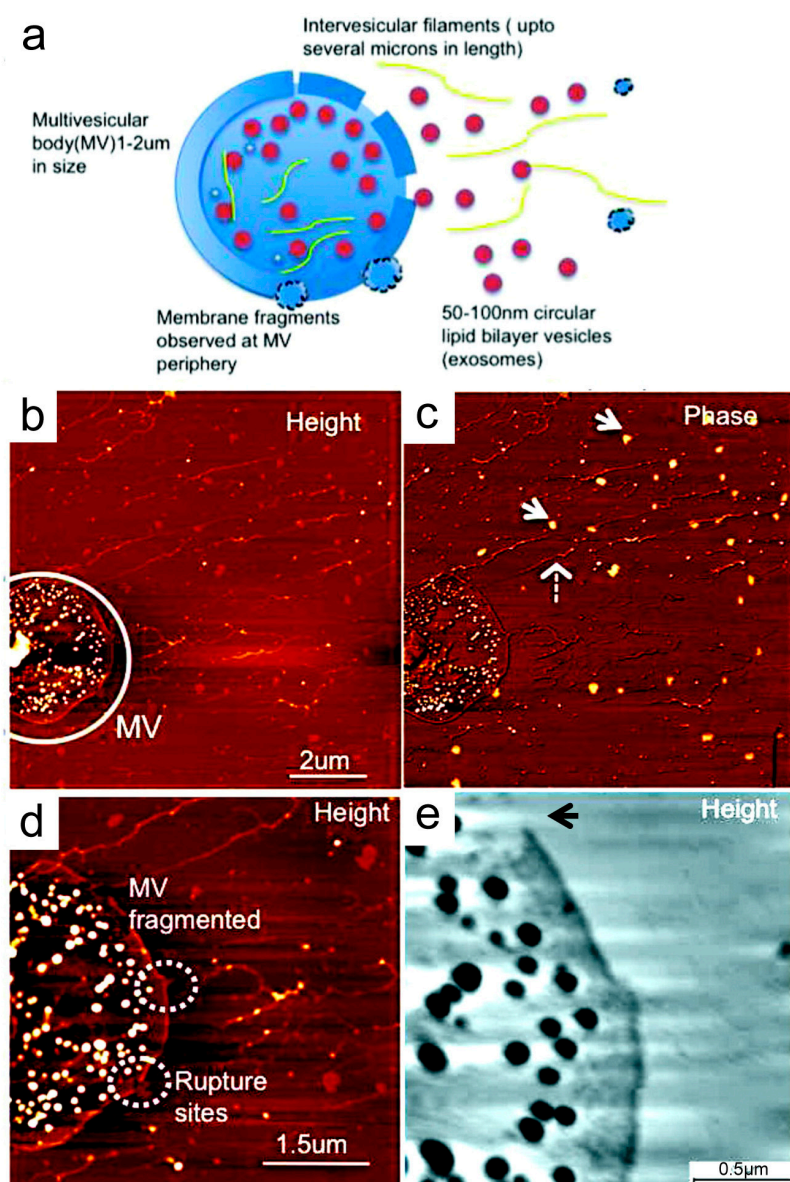 a
Intervesicular filaments ( upto
several microns in length)
Multivesicular
body(MV)1-2um
in size
Membrane fragments
observed at MV
periphery
50-100nm circular
lipid bilayer vesicles
(exosomes)
b
Height
MV
2um
c
Phase
d
Height
MV
fragmented
Rupture
sites
1.5um
e
Height
0.5µm